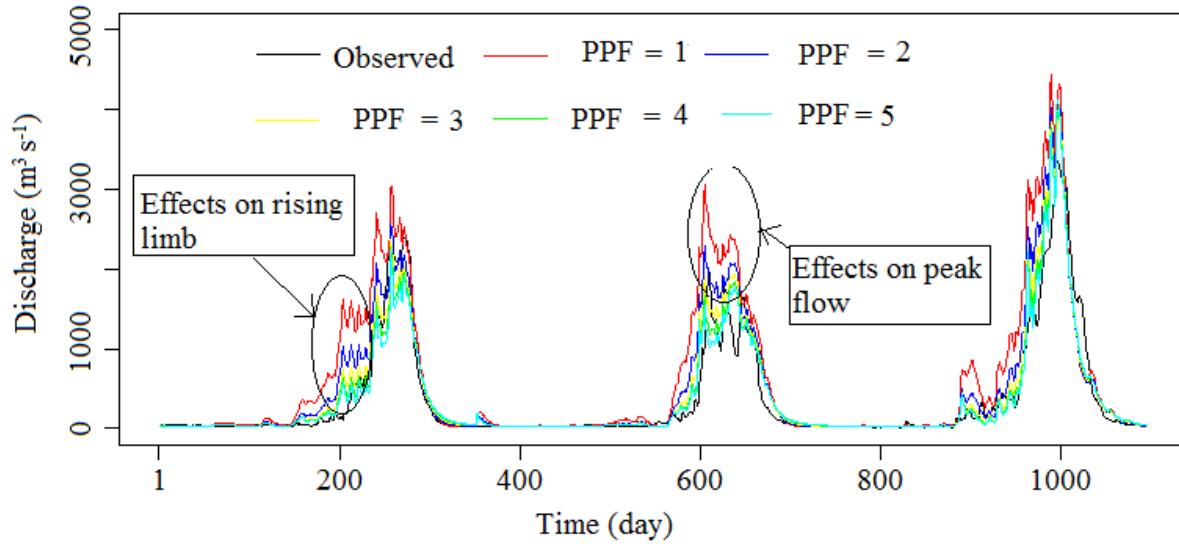 5000
3000
1000
0
Discharge (m³ s⁻¹)
Observed
PPF = 1
PPF = 2
PPF = 3
PPF = 4
PPF = 5
Effects on rising
limb
Effects on peak
flow
1
200
400
600
800
1000
Time (day)